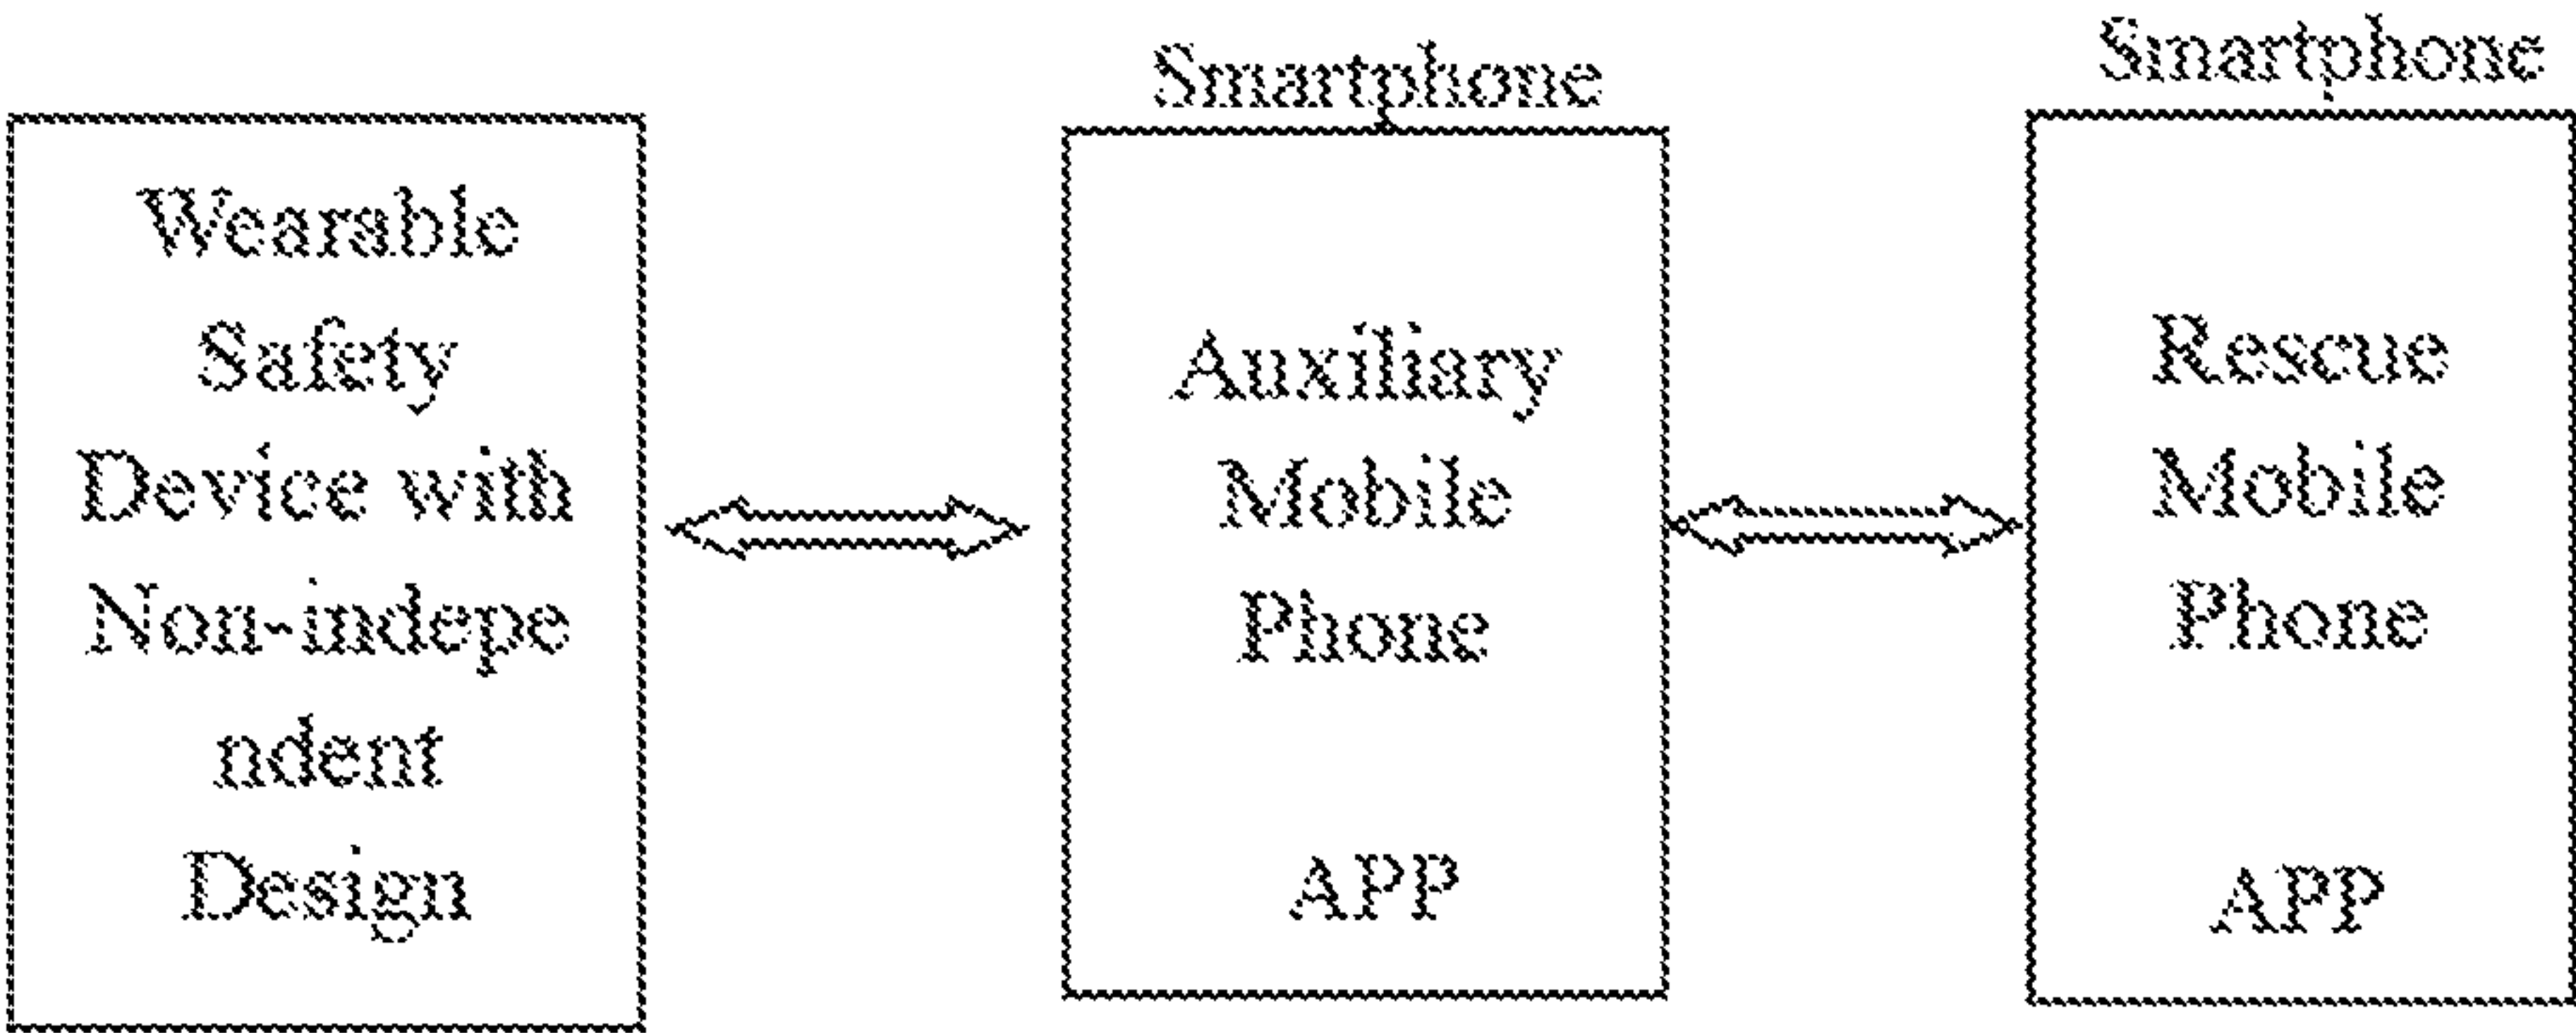 Wearable
Safety
Device with
Non-indepe
ndent
Design
Smartphone
Auxiliary
Mobile
Phone
APP
Smartphone
Rescue
Mobile
Phone
APP